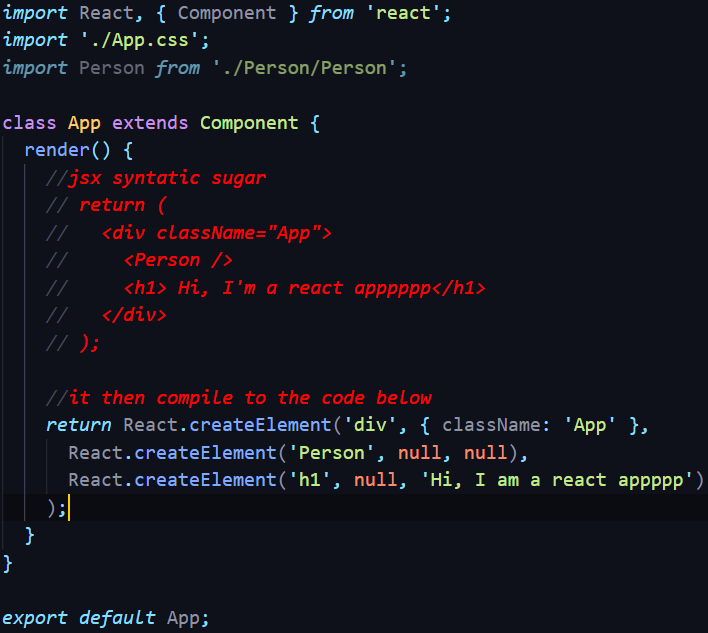 import React, { Component } from 'react';
import './App.css';
import Person from './Person/Person';

class App extends Component {
  render() {
    //jsx syntatic sugar
    // return (
    //   <div className="App">
    //     <Person />
    //     <h1> Hi, I'm a react apppppp</h1>
    //   </div>
    // );

    //it then compile to the code below
    return React.createElement('div', { className: 'App' },
      React.createElement('Person', null, null),
      React.createElement('h1', null, 'Hi, I am a react appppp')
    );
  }
}

export default App;